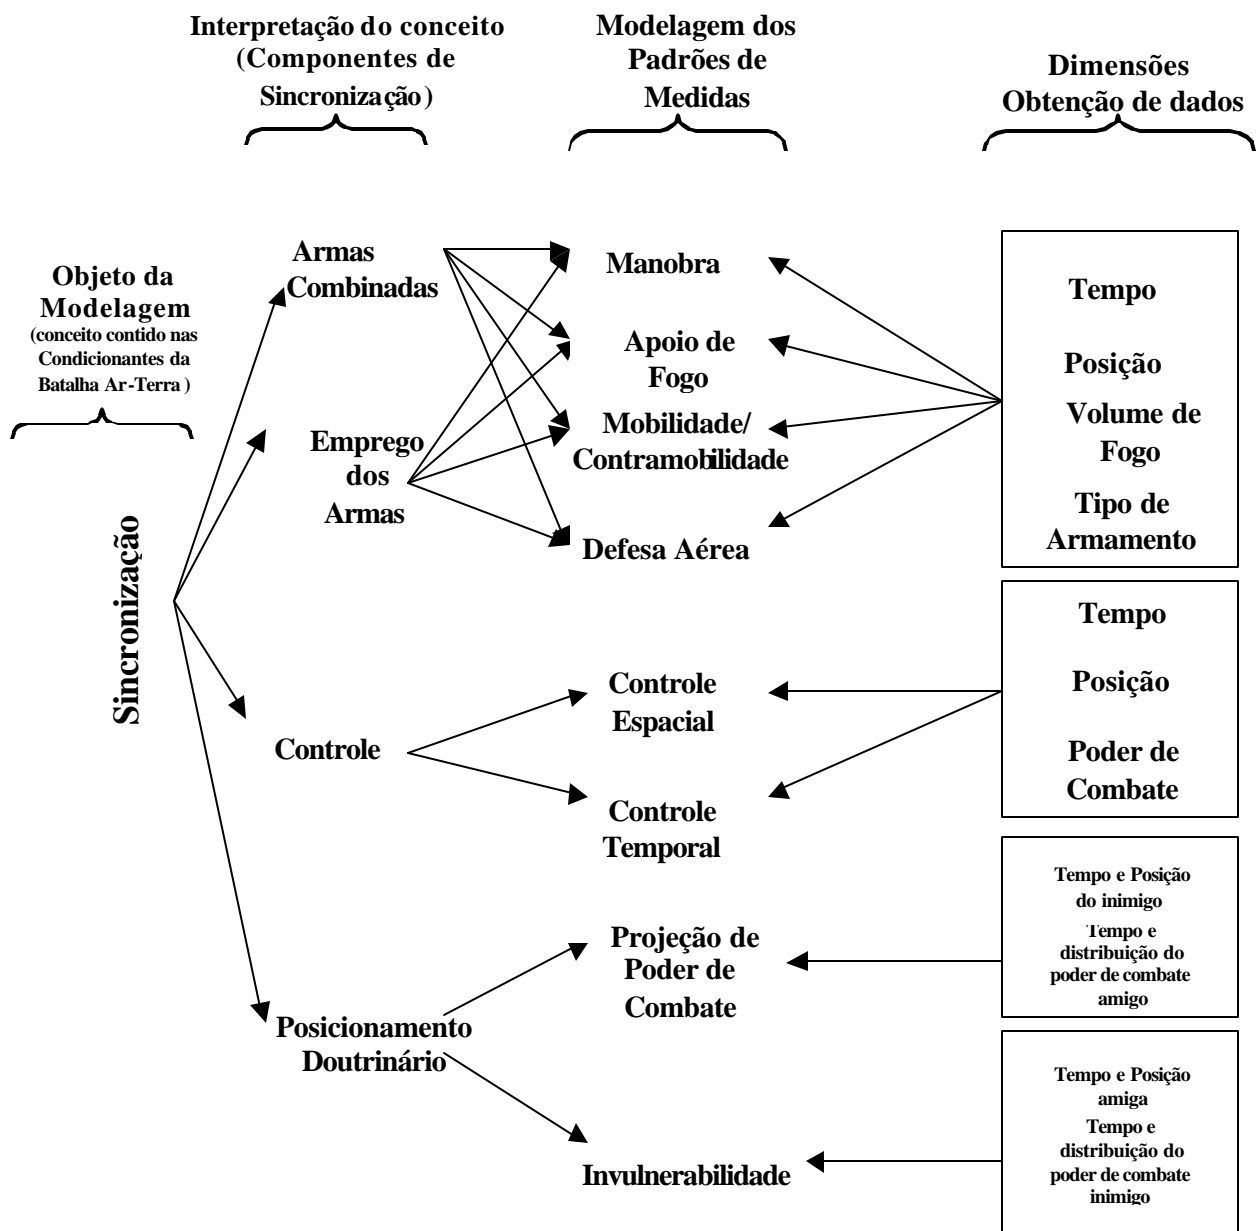 Interpretação do conceito
(Componentes de
Sincronização)
Modelagem dos
Padrões de
Medidas
Dimensões
Obtenção de dados
Objeto da
Modelagem
(conceito contido nas
Condicionantes da
Batalha Ar-Terra )
Sincronização
Armas
Combinadas
Emprego
dos
Armas
Controle
Posicionamento
Doutrinário
Manobra
Apoio de
Fogo
Mobilidade/
Contramobilidade
Defesa Aérea
Controle
Espacial
Controle
Temporal
Projeção de
Poder de
Combate
Invulnerabilidade
Tempo
Posição
Volume de
Fogo
Tipo de
Armamento
Tempo
Posição
Poder de
Combate
Tempo e Posição
do inimigo
Tempo e
distribuição do
poder de combate
amigo
Tempo e Posição
amiga
Tempo e
distribuição do
poder de combate
inimigo